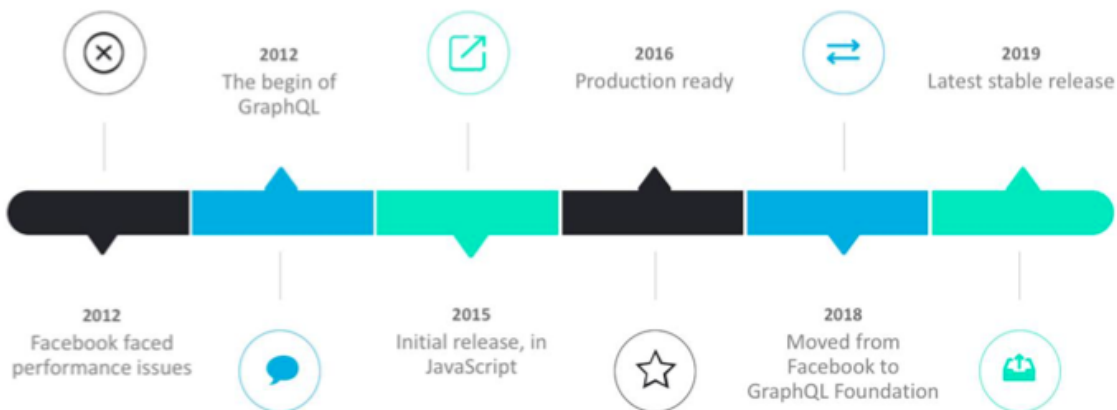 2012
Facebook faced
performance issues
2012
The begin of
GraphQL
2015
Initial release, in
JavaScript
2016
Production ready
2018
Moved from
Facebook to
GraphQL Foundation
2019
Latest stable release